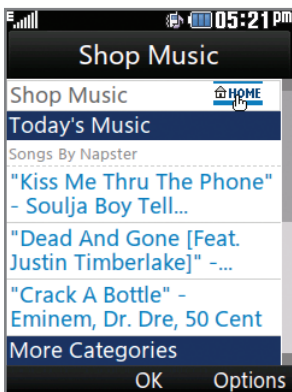 05:21 PM
Shop Music
Shop Music
HOME
Today's Music
Songs By Napster
"Kiss Me Thru The Phone"
- Soulja Boy Tell...
"Dead And Gone [Feat.
Justin Timberlake]" -...
"Crack A Bottle" -
Eminem, Dr. Dre, 50 Cent
More Categories
OK Options